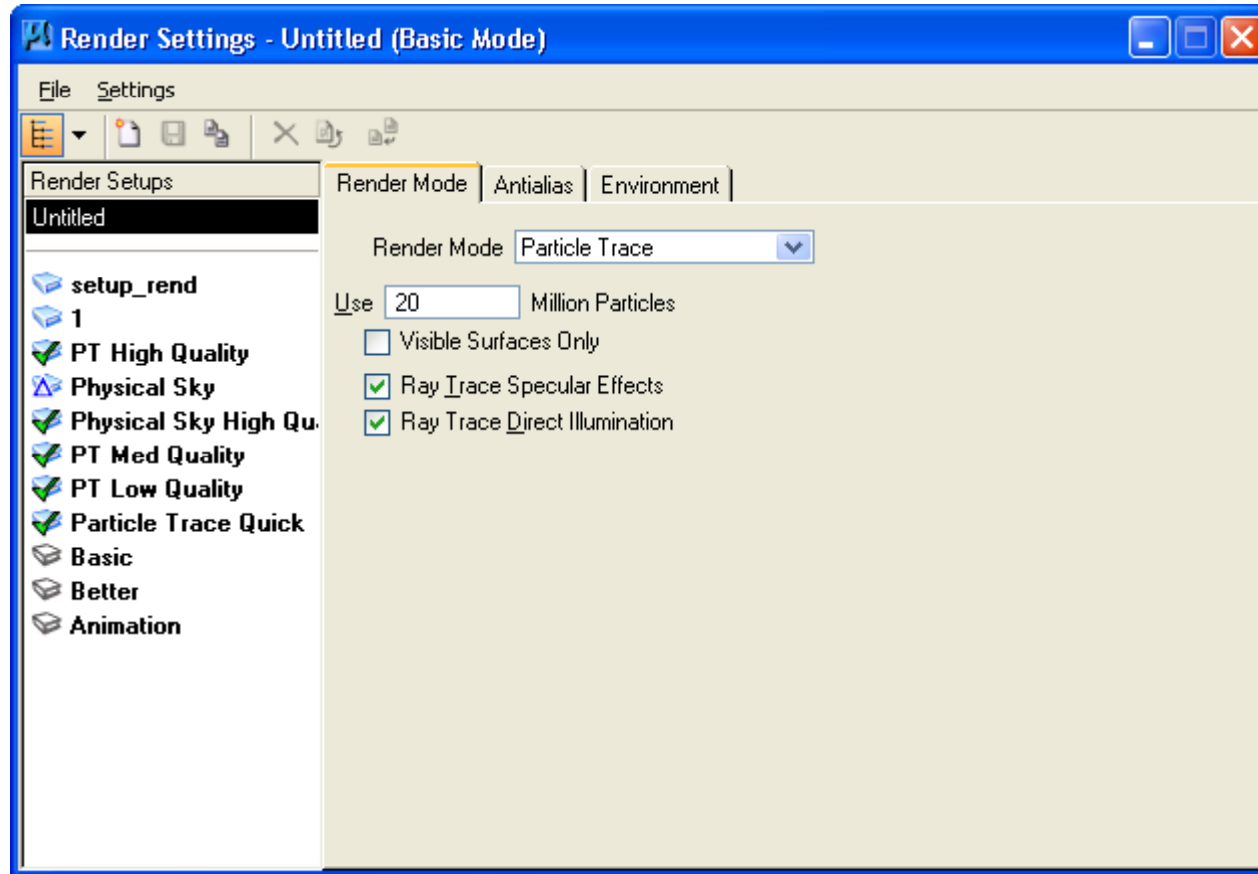 Render Settings - Untitled (Basic Mode)
File Settings
Render Setups
Untitled
setup_rend
1
PT High Quality
Physical Sky
Physical Sky High Qu
PT Med Quality
PT Low Quality
Particle Trace Quick
Basic
Better
Animation
Render Mode Antialias Environment
Render Mode Particle Trace
Use 20 Million Particles
Visible Surfaces Only
Ray Trace Specular Effects
Ray Trace Direct Illumination